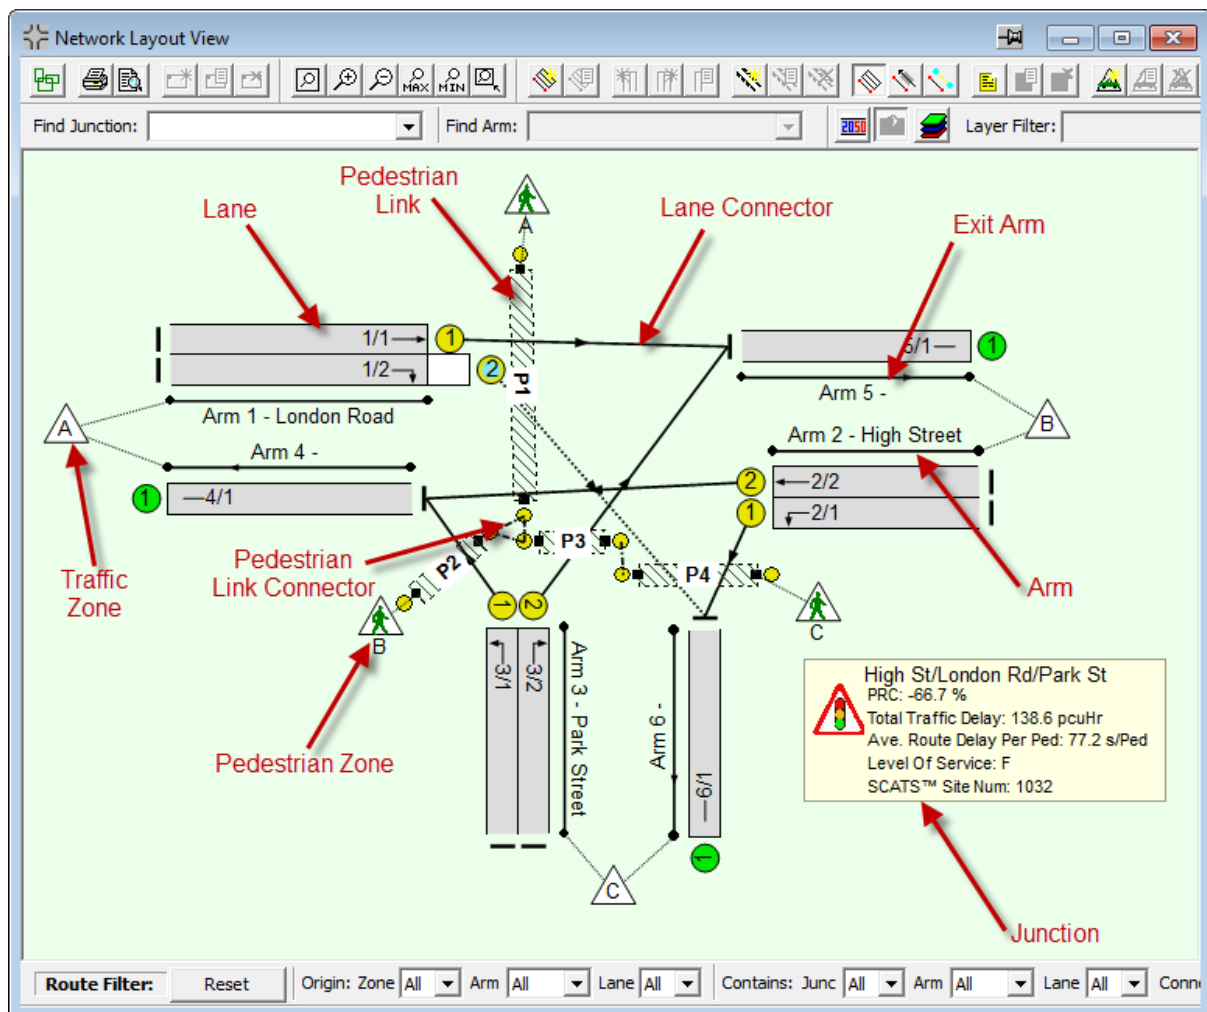 Network Layout View
MAX MIN
Find Junction: Find Arm: 2050 Layer Filter:
Pedestrian
Link
Lane
Lane Connector
Exit Arm
A
1/1 1
1/2 2
P1
5/1 1
Arm 1 - London Road
Arm 5 -
A
B
Arm 4 -
Arm 2 - High Street
1 4/1
2 2/2
1 2/1
Pedestrian
Link Connector
P2
P3
P4
Traffic
Zone
Arm
B
C
1 2
3/1
3/2
Arm 3 - Park Street
Arm 6 -
6/1
1
C
Pedestrian Zone
High St/London Rd/Park St
PRC: -66.7 %
Total Traffic Delay: 138.6 pcuHr
Ave. Route Delay Per Ped: 77.2 s/Ped
Level Of Service: F
SCATS™ Site Num: 1032
Junction
Route Filter: Reset Origin: Zone All Arm All Lane All Contains: Junc All Arm All Lane All Conne